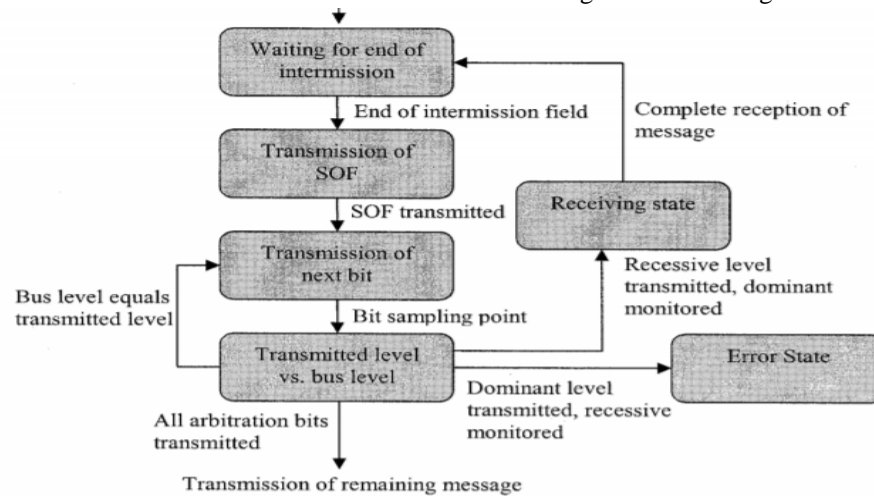 Waiting for end of
intermission
End of intermission field
Complete reception of
message
Transmission of
SOF
SOF transmitted
Receiving state
Transmission of
next bit
Bus level equals
transmitted level
Bit sampling point
Recessive level
transmitted, dominant
monitored
Transmitted level
vs. bus level
Error State
Dominant level
transmitted, recessive
monitored
All arbitration bits
transmitted
Transmission of remaining message